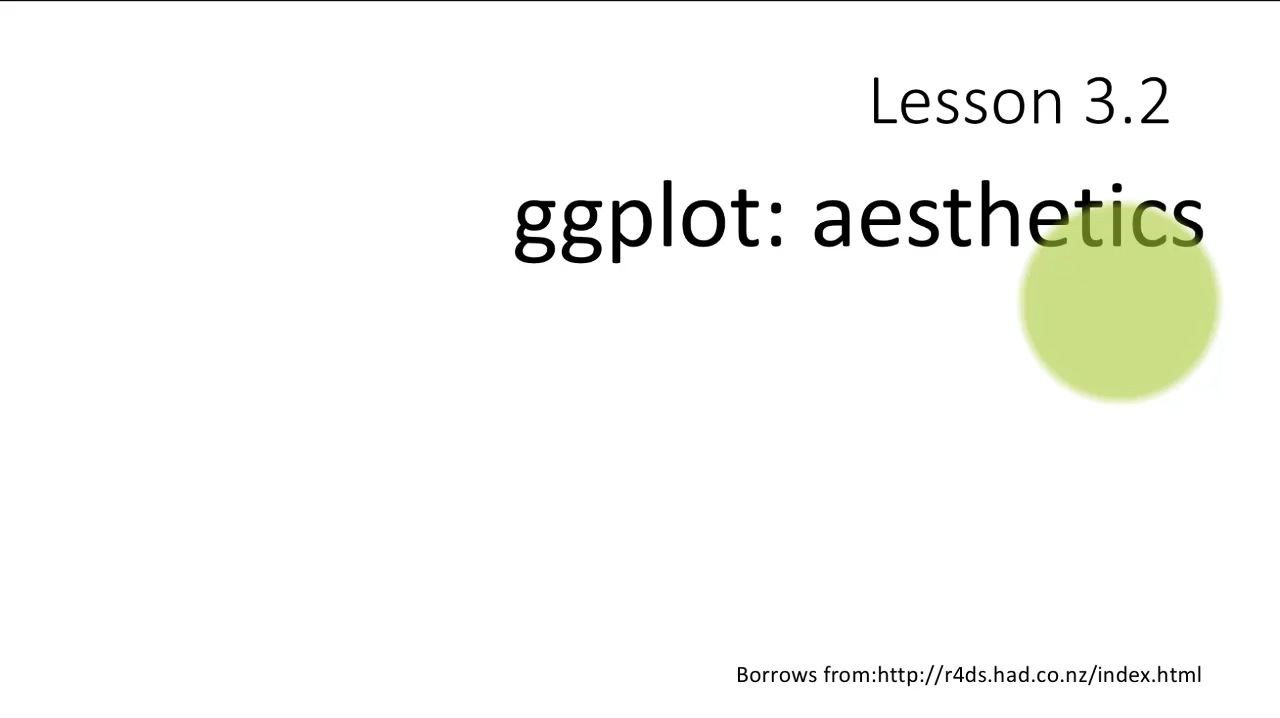 Lesson 3.2
ggplot: aesthetics
Borrows from:http://r4ds.had.co.nz/index.html